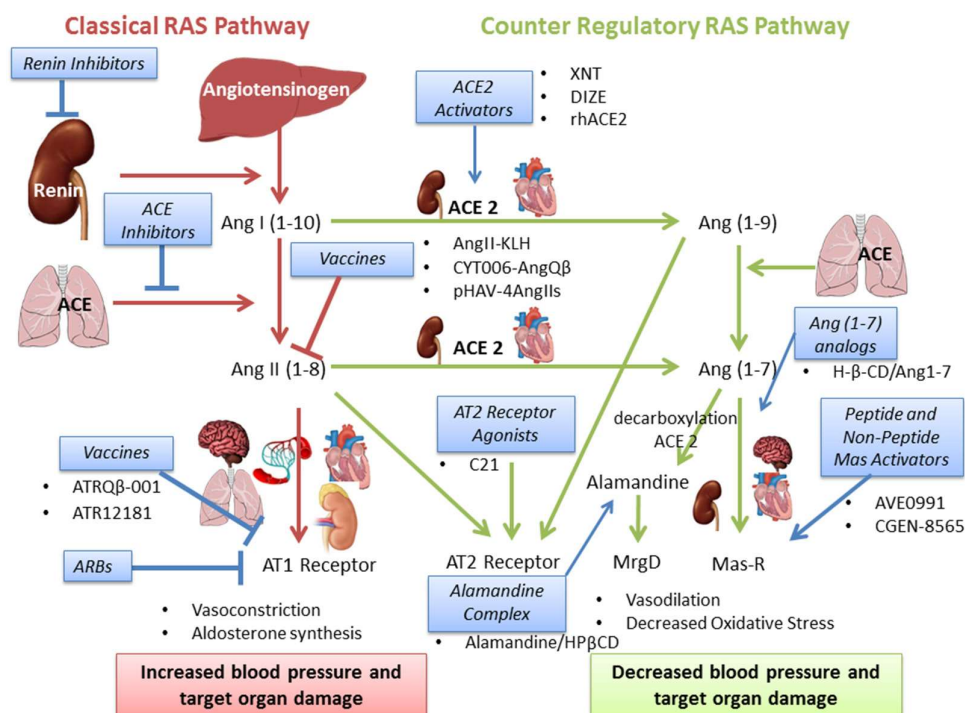 Classical RAS Pathway
Counter Regulatory RAS Pathway
Renin Inhibitors
Angiotensinogen
ACE2
Activators
• XNT
• DIZE
• rhACE2
Renin
ACE
Inhibitors
Ang I (1-10)
ACE 2
Ang (1-9)
Vaccines
• AngII-KLH
• CYT006-AngQβ
• pHAV-4AngIIs
ACE
ACE
Ang (1-7)
analogs
• H-β-CD/Ang1-7
Ang II (1-8)
ACE 2
Ang (1-7)
AT2 Receptor
Agonists
• C21
decarboxylation
ACE 2
Peptide and
Non-Peptide
Mas Activators
• AVE0991
• CGEN-8565
Vaccines
• ATRQβ-001
• ATR12181
Alamandine
ARBs
AT1 Receptor
AT2 Receptor
MrgD
Mas-R
• Vasoconstriction
• Aldosterone synthesis
Alamandine
Complex
• Alamandine/HPβCD
• Vasodilation
• Decreased Oxidative Stress
Increased blood pressure and
target organ damage
Decreased blood pressure and
target organ damage